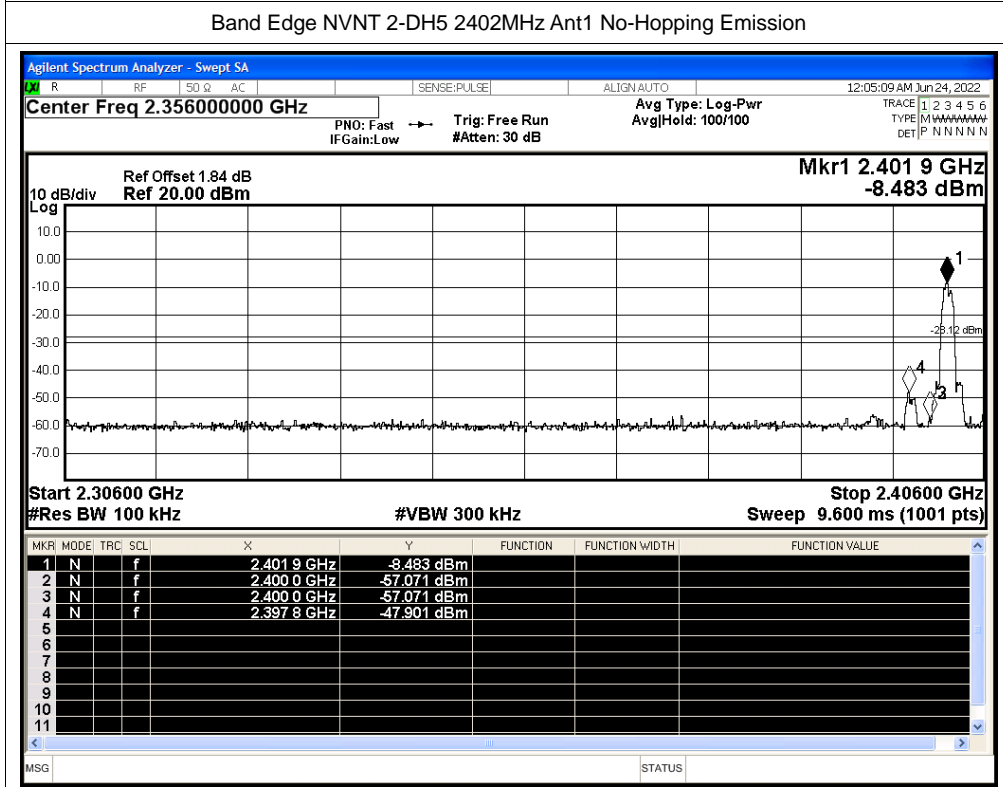 Band Edge NVNT 2-DH5 2402MHz Ant1 No-Hopping Emission
Agilent Spectrum Analyzer - Swept SA
LXI R RF 50 Ω AC SENSE:PULSE ALIGN AUTO 12:05:09 AM Jun 24, 2022
Center Freq 2.356000000 GHz
PNO: Fast
IFGain:Low
Trig: Free Run
#Atten: 30 dB
Avg Type: Log-Pwr
Avg|Hold: 100/100
TRACE 1 2 3 4 5 6
TYPE M W W W W W
DET P N N N N N
Mkr1 2.401 9 GHz
-8.483 dBm
Ref Offset 1.84 dB
10 dB/div Ref 20.00 dBm
Log
10.0
0.00
-10.0
-20.0
-30.0
-40.0
-50.0
-60.0
-70.0
1
-28.12 dBm
4
3
Start 2.30600 GHz Stop 2.40600 GHz
#Res BW 100 kHz #VBW 300 kHz Sweep 9.600 ms (1001 pts)
MKR MODE TRC SCL X Y FUNCTION FUNCTION WIDTH FUNCTION VALUE
1 N f 2.401 9 GHz -8.483 dBm
2 N f 2.400 0 GHz -57.071 dBm
3 N f 2.400 0 GHz -57.071 dBm
4 N f 2.397 8 GHz -47.901 dBm
5
6
7
8
9
10
11
MSG STATUS